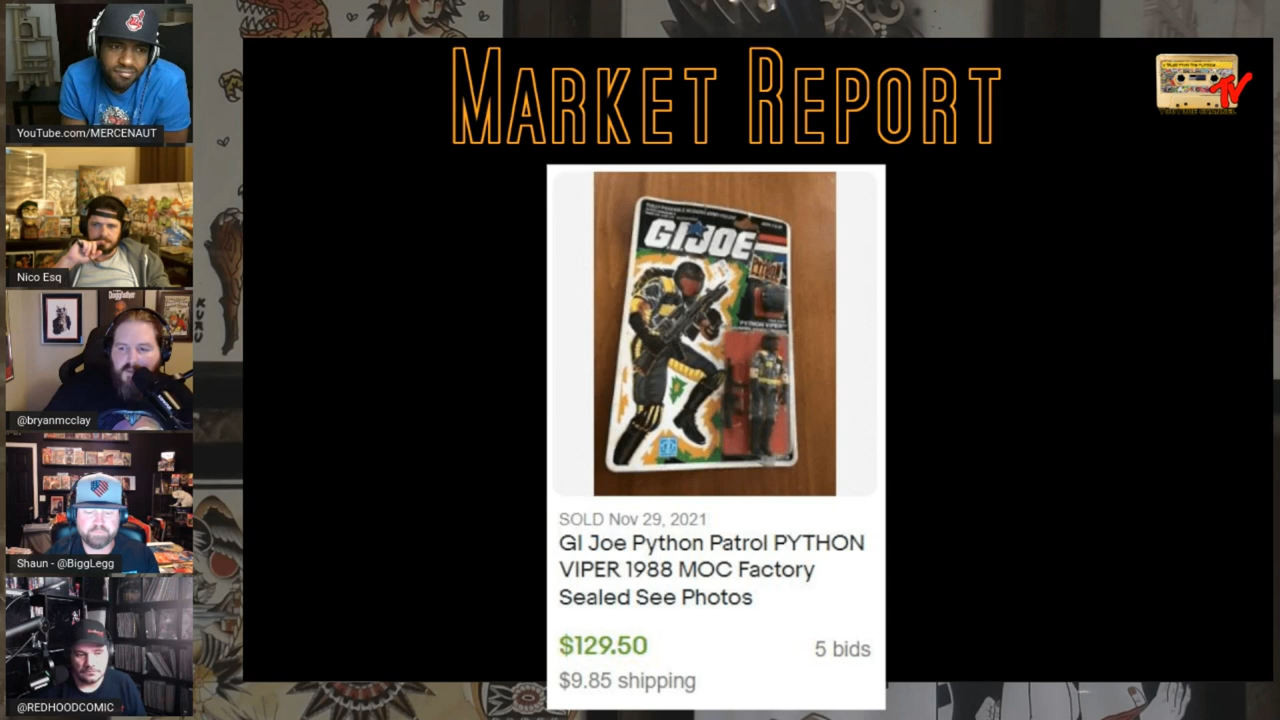 MARKET REPORT
TV
YouTube.com/MERCENAUT
Nico Esq
@bryanmcclay
Shaun - @BiggLegg
@REDHOODCOMIC
GI JOE
PYTHON VIPER
SOLD Nov 29, 2021
GI Joe Python Patrol PYTHON
VIPER 1988 MOC Factory
Sealed See Photos
$129.50
5 bids
$9.85 shipping